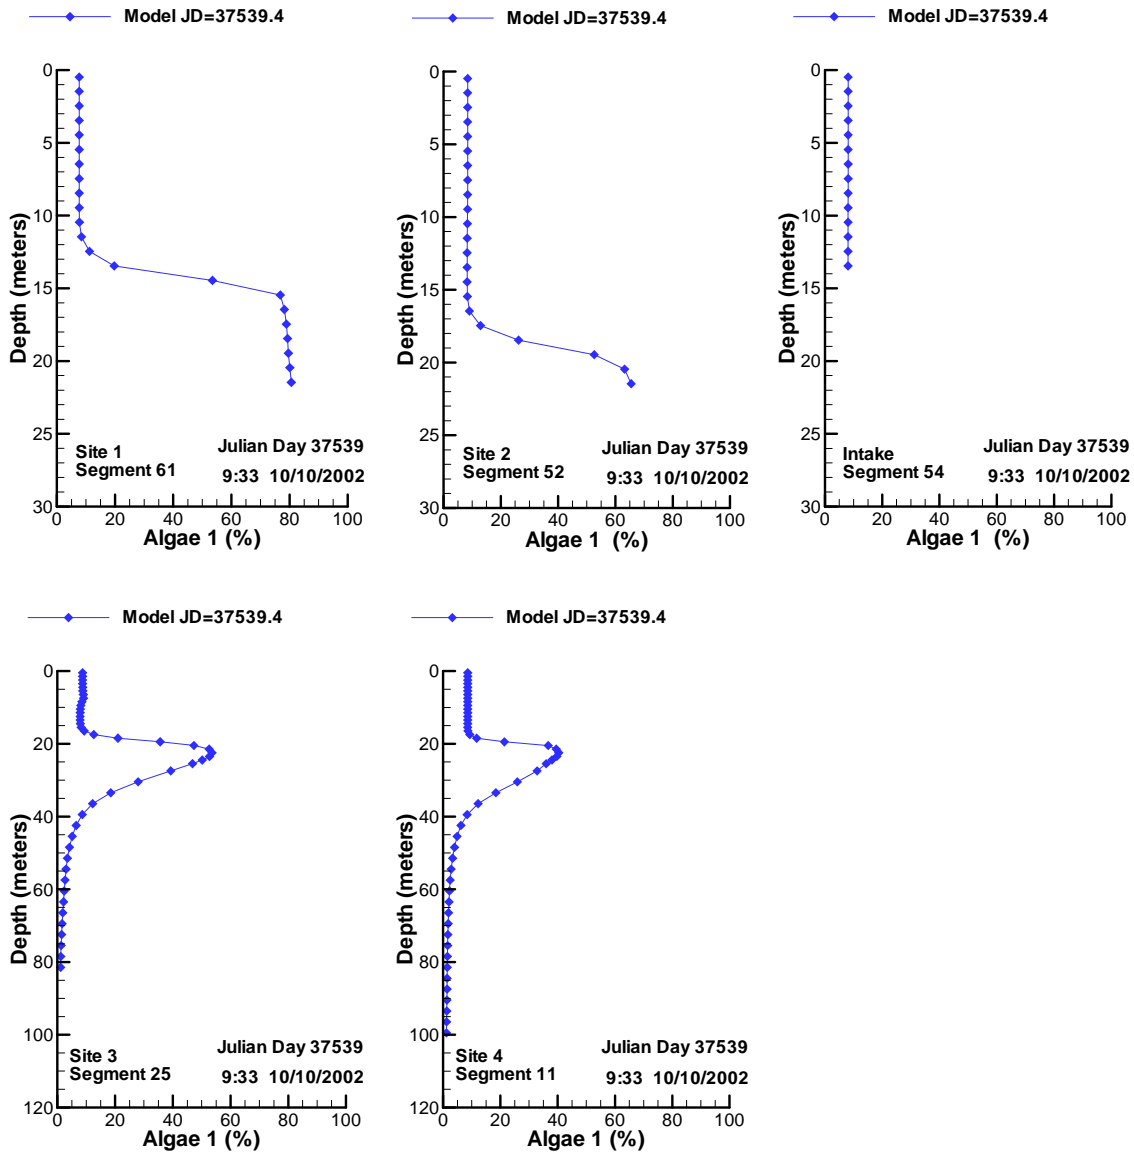 Model JD=37539.4
0
5
10
15
20
25
30
Depth (meters)
Site 1
Segment 61
Julian Day 37539
9:33 10/10/2002
0 20 40 60 80 100
Algae 1 (%)
Model JD=37539.4
0
5
10
15
20
25
30
Depth (meters)
Site 2
Segment 52
Julian Day 37539
9:33 10/10/2002
0 20 40 60 80 100
Algae 1 (%)
Model JD=37539.4
0
5
10
15
20
25
30
Depth (meters)
Intake
Segment 54
Julian Day 37539
9:33 10/10/2002
0 20 40 60 80 100
Algae 1 (%)
Model JD=37539.4
0
20
40
60
80
100
120
Depth (meters)
Site 3
Segment 25
Julian Day 37539
9:33 10/10/2002
0 20 40 60 80 100
Algae 1 (%)
Model JD=37539.4
0
20
40
60
80
100
120
Depth (meters)
Site 4
Segment 11
Julian Day 37539
9:33 10/10/2002
0 20 40 60 80 100
Algae 1 (%)